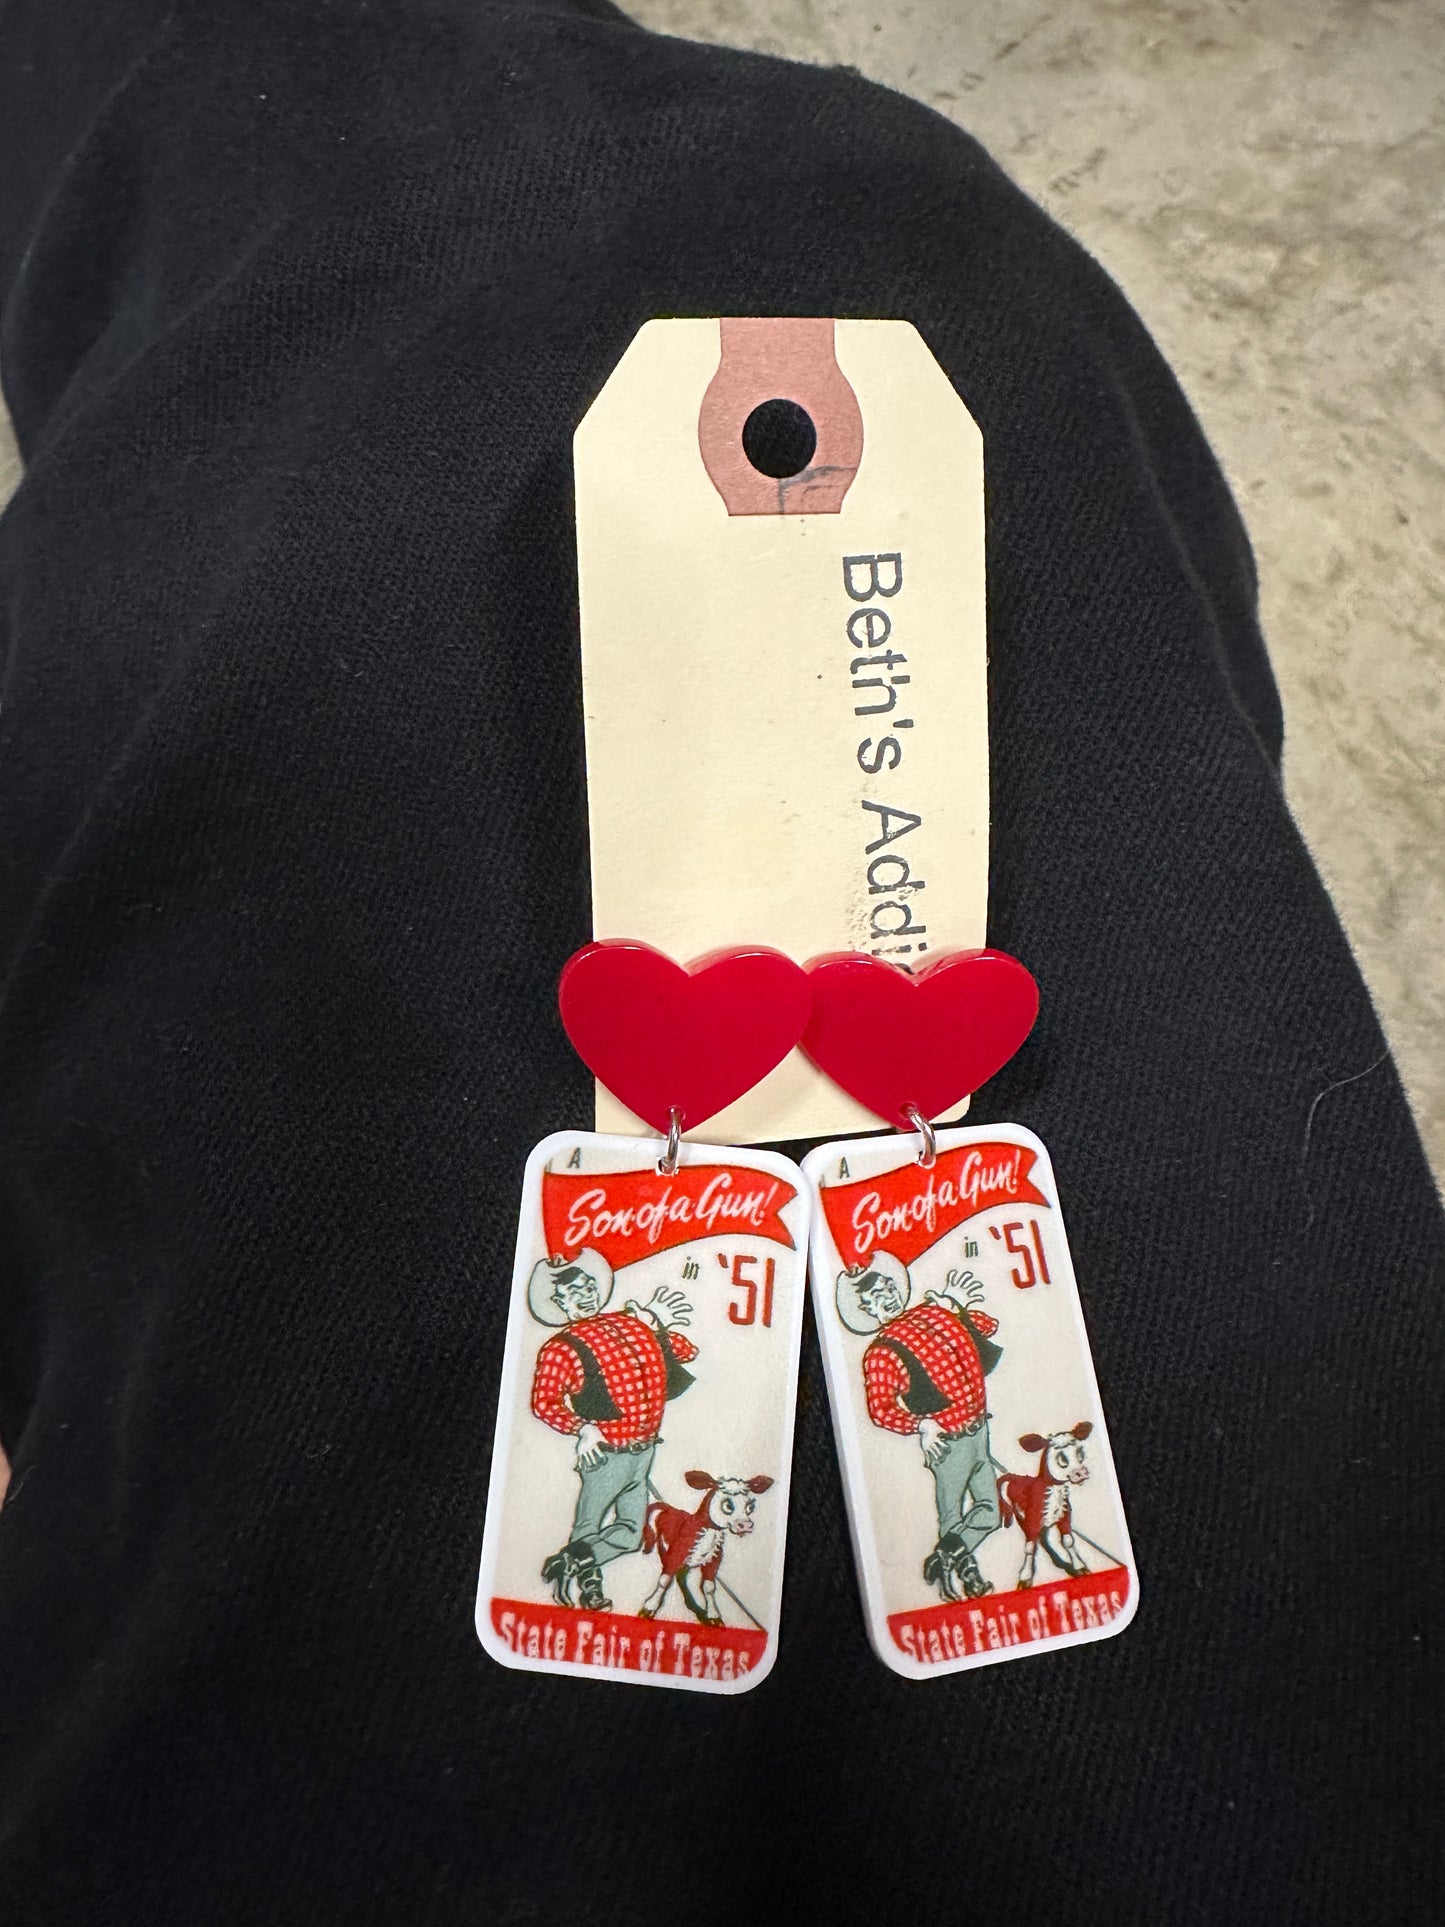 Beth's
A
Son-of-a Gun!
in '51
State Fair of Texas
A
Son-of-a Gun!
in '51
State Fair of Texas